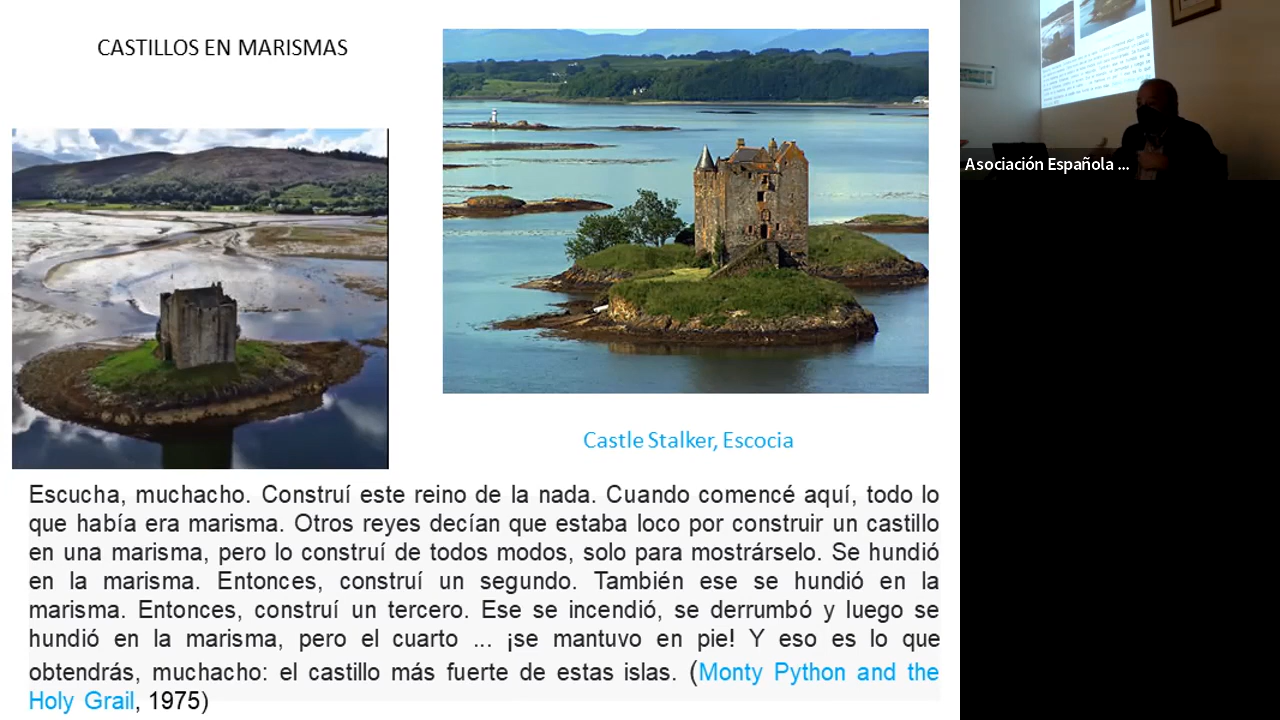 CASTILLOS EN MARISMAS
Castle Stalker, Escocia
Escucha, muchacho. Construí este reino de la nada. Cuando comencé aquí, todo lo
que había era marisma. Otros reyes decían que estaba loco por construir un castillo
en una marisma, pero lo construí de todos modos, solo para mostrárselo. Se hundió
en la marisma. Entonces, construí un segundo. También ese se hundió en la
marisma. Entonces, construí un tercero. Ese se incendió, se derrumbó y luego se
hundió en la marisma, pero el cuarto ... ¡se mantuvo en pie! Y eso es lo que
obtendrás, muchacho: el castillo más fuerte de estas islas. (Monty Python and the
Holy Grail, 1975)
Asociación Española ...